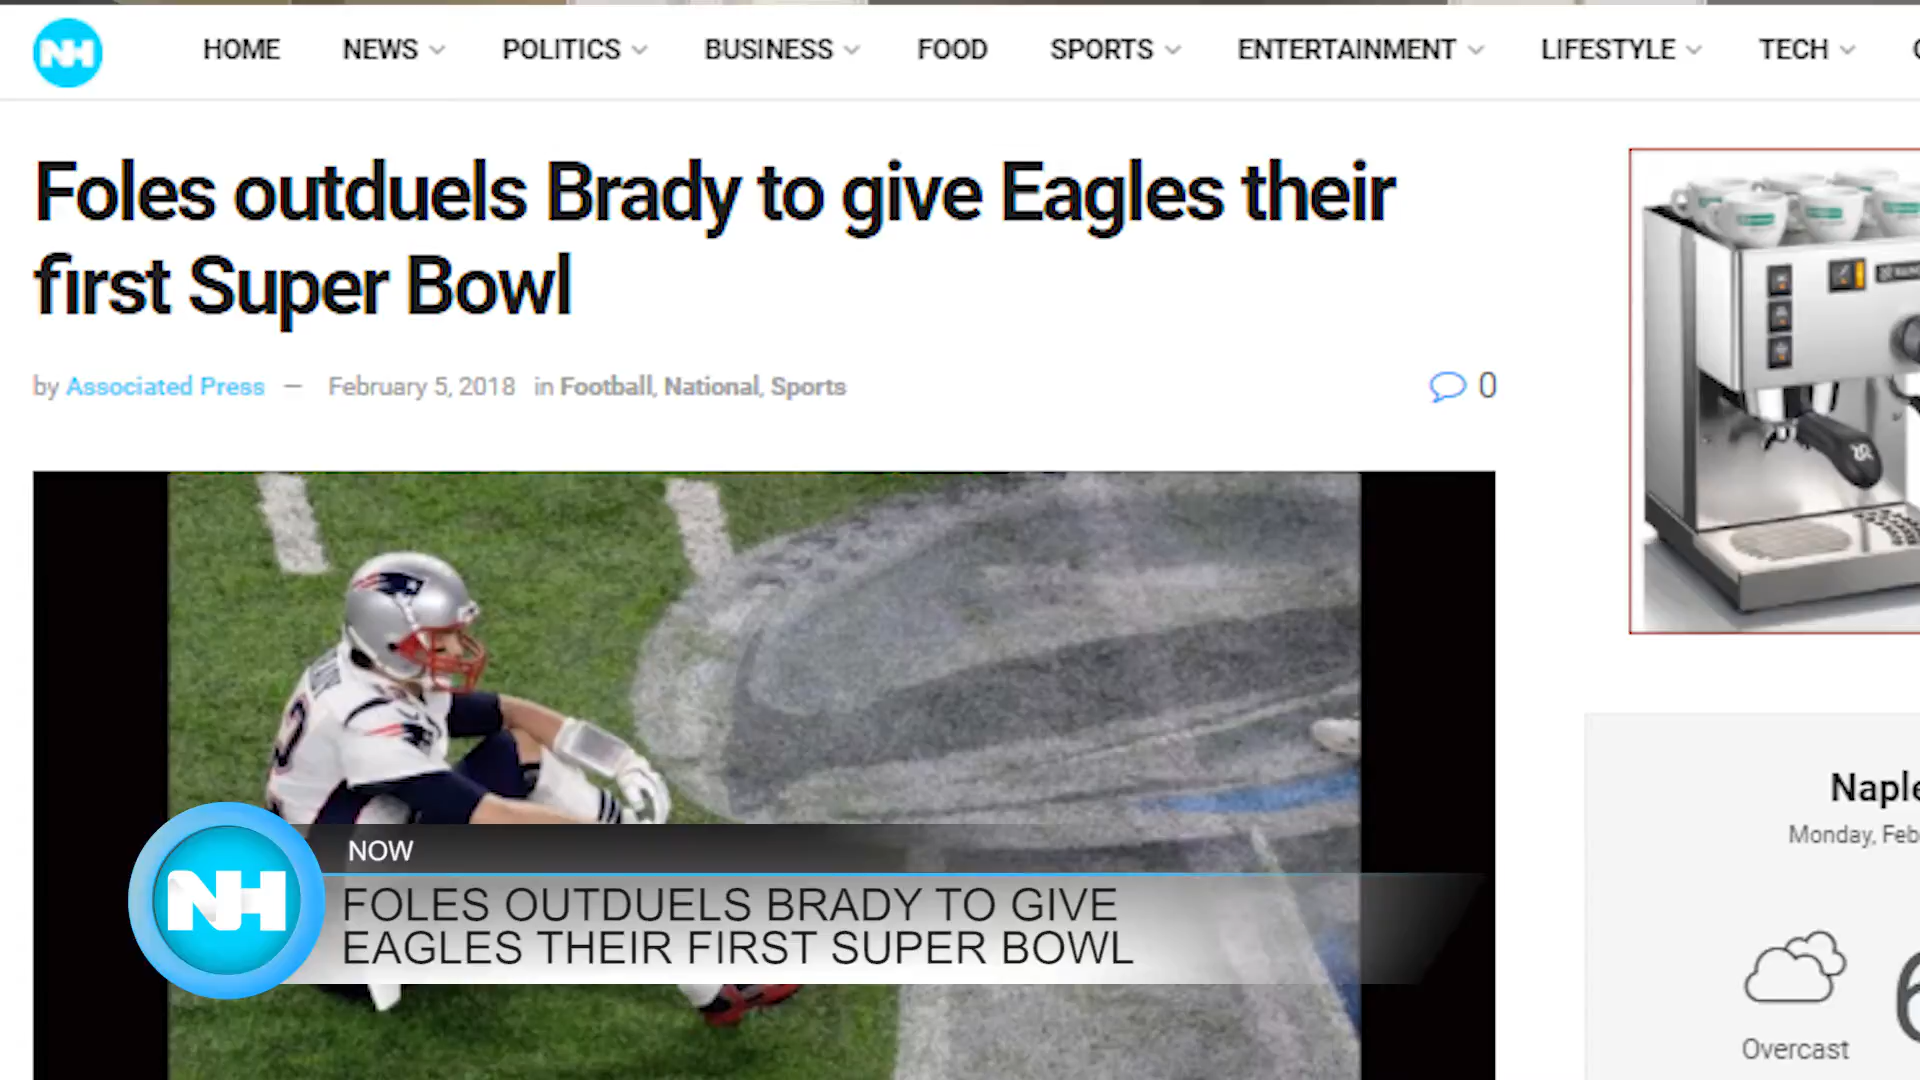 NH
HOME NEWS POLITICS BUSINESS FOOD SPORTS ENTERTAINMENT LIFESTYLE TECH
Foles outduels Brady to give Eagles their
first Super Bowl
by Associated Press — February 5, 2018 in Football, National, Sports
0
NOW
NH
FOLES OUTDUELS BRADY TO GIVE
EAGLES THEIR FIRST SUPER BOWL
Monday,
Overcast